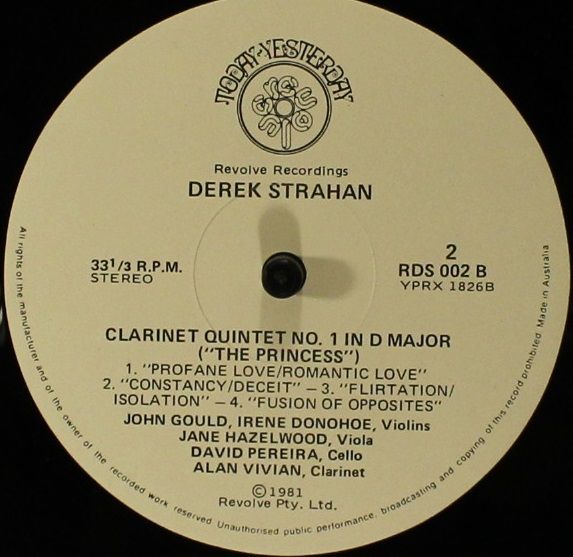 TODAY-YESTERDAY
Revolve Recordings
DEREK STRAHAN
33 1/3 R.P.M.
STEREO
2
RDS 002 B
YPRX 1826B
CLARINET QUINTET NO. 1 IN D MAJOR
("THE PRINCESS")
1. "PROFANE LOVE/ROMANTIC LOVE"
2. "CONSTANCY/DECEIT" – 3. "FLIRTATION/
ISOLATION" – 4. "FUSION OF OPPOSITES"
JOHN GOULD, IRENE DONOHOE, Violins
JANE HAZELWOOD, Viola
DAVID PEREIRA, Cello
ALAN VIVIAN, Clarinet
©1981
Revolve Pty. Ltd.
All rights of the manufacturer and of the owner of the recorded work reserved Unauthorised public performance, broadcasting and copying of this record prohibited. Made in Australia